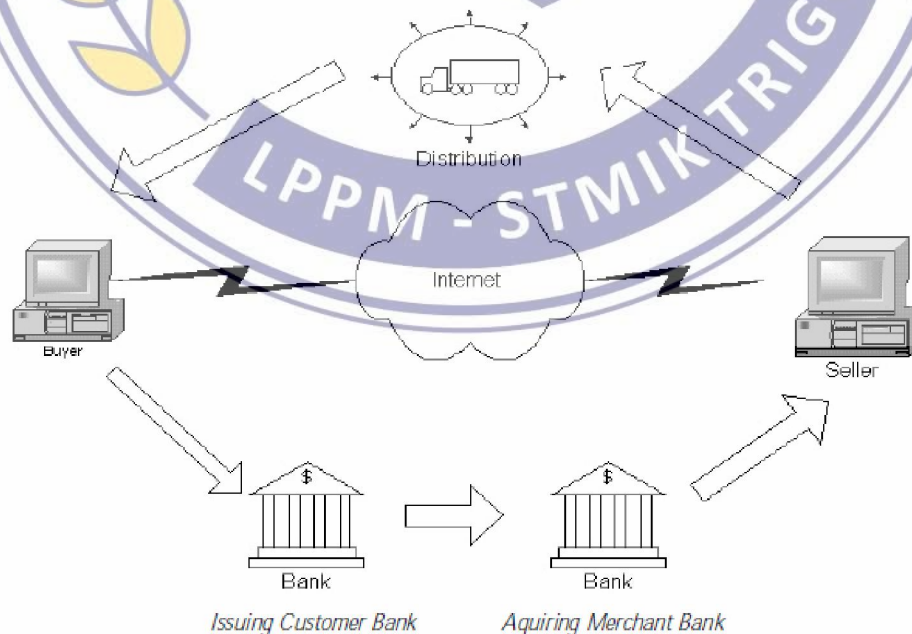 Distribution
LPPM - STMIK TRIG
Internet
Buyer
Seller
$
$
Bank
Bank
Issuing Customer Bank
Aquiring Merchant Bank